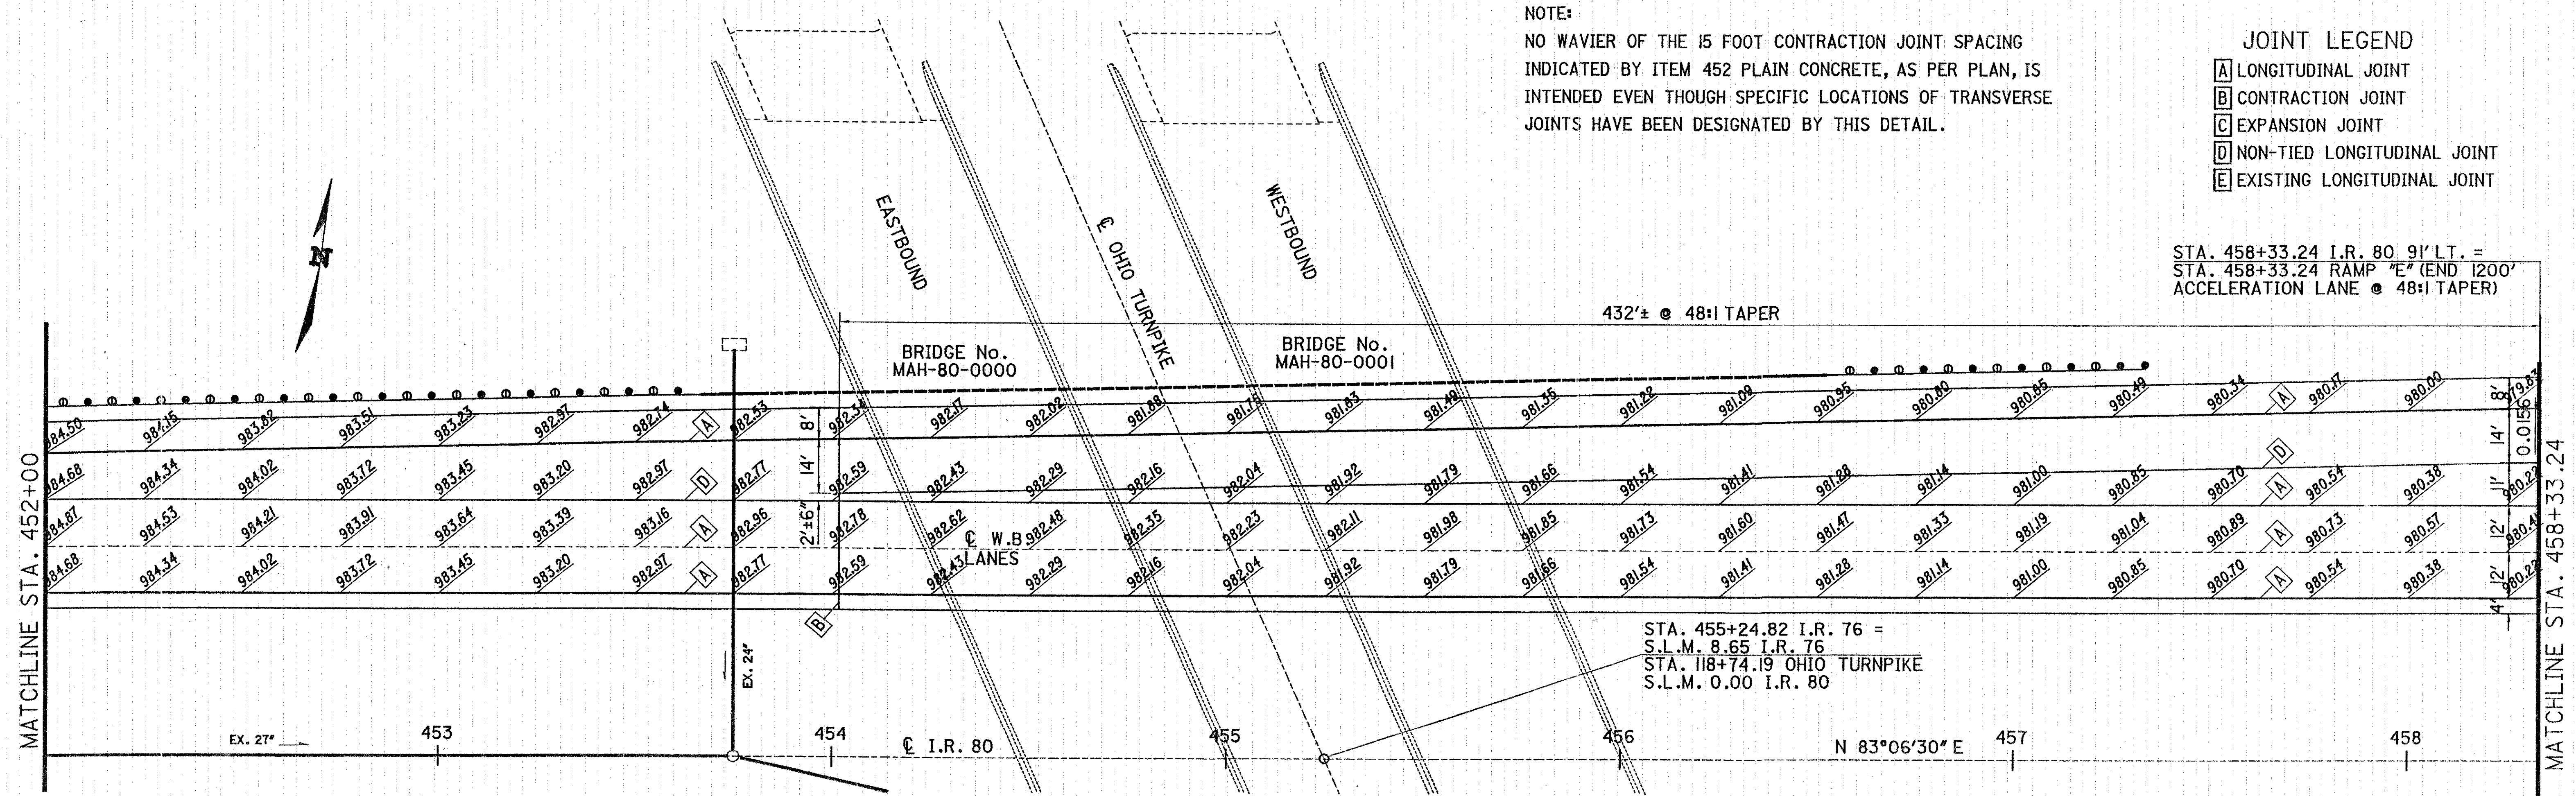 NOTE:
NO WAVIER OF THE 15 FOOT CONTRACTION JOINT SPACING
INDICATED BY ITEM 452 PLAIN CONCRETE, AS PER PLAN, IS
INTENDED EVEN THOUGH SPECIFIC LOCATIONS OF TRANSVERSE
JOINTS HAVE BEEN DESIGNATED BY THIS DETAIL.
JOINT LEGEND
A LONGITUDINAL JOINT
B CONTRACTION JOINT
C EXPANSION JOINT
D NON-TIED LONGITUDINAL JOINT
E EXISTING LONGITUDINAL JOINT
N
EASTBOUND
℄ OHIO TURNPIKE
WESTBOUND
STA. 458+33.24 I.R. 80 91' LT. =
STA. 458+33.24 RAMP "E" (END 1200'
ACCELERATION LANE @ 48:1 TAPER)
432'± @ 48:1 TAPER
BRIDGE No.
MAH-80-0000
BRIDGE No.
MAH-80-0001
984.50 984.15 983.82 983.51 983.23 982.97 982.74 A 982.53 982.34 982.17 982.02 981.88 981.76 981.63 981.49 981.35 981.22 981.09 980.95 980.80 980.65 980.49 980.34 A 980.17 980.00 979.83
8'
8'
0.0156
14'
14'
D
984.68 984.34 984.02 983.72 983.45 983.20 982.97 D 982.77 982.59 982.43 982.29 982.16 982.04 981.92 981.79 981.66 981.54 981.41 981.28 981.14 981.00 980.85 980.70 A 980.54 980.38 980.22
11'
984.87 984.53 984.21 983.91 983.64 983.39 983.16 A 982.96 982.78 982.62 982.48 982.35 982.23 982.11 981.98 981.85 981.73 981.60 981.47 981.33 981.19 981.04 980.89 A 980.73 980.57 980.41
2'±6"
12'
℄ W.B.
LANES
984.68 984.34 984.02 983.72 983.45 983.20 982.97 A 982.77 982.59 982.43 982.29 982.16 982.04 981.92 981.79 981.66 981.54 981.41 981.28 981.14 981.00 980.85 980.70 A 980.54 980.38 980.22
12'
4'
B
MATCHLINE STA. 452+00
MATCHLINE STA. 458+33.24
EX. 24"
STA. 455+24.82 I.R. 76 =
S.L.M. 8.65 I.R. 76
STA. 118+74.19 OHIO TURNPIKE
S.L.M. 0.00 I.R. 80
EX. 27"
453
454
℄ I.R. 80
455
456
N 83°06'30" E
457
458